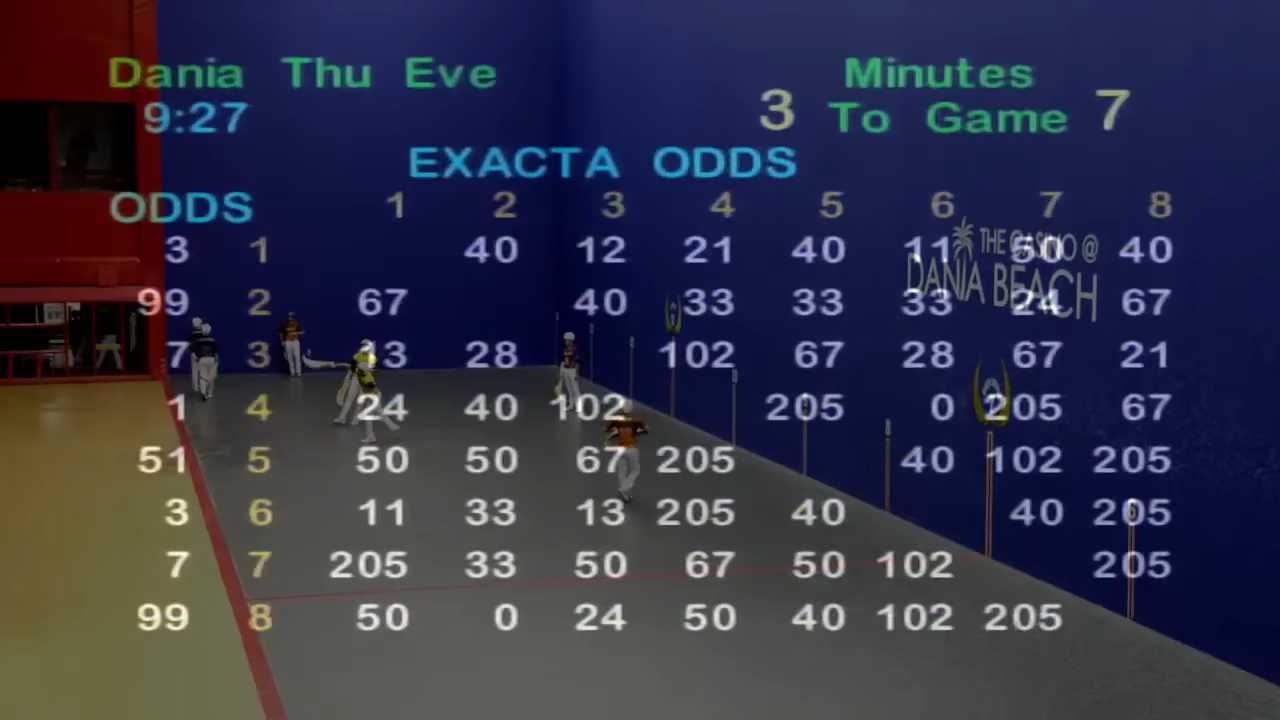 Dania Thu Eve Minutes
9:27 3 To Game 7
EXACTA ODDS
ODDS 1 2 3 4 5 6 7 8
3 1 40 12 21 40 11 50 40
THE CASINO @
DANIA BEACH
99 2 67 40 33 33 33 24 67
7 3 13 28 102 67 28 67 21
1 4 24 40 102 205 0 205 67
51 5 50 50 67 205 40 102 205
3 6 11 33 13 205 40 40 205
7 7 205 33 50 67 50 102 205
99 8 50 0 24 50 40 102 205